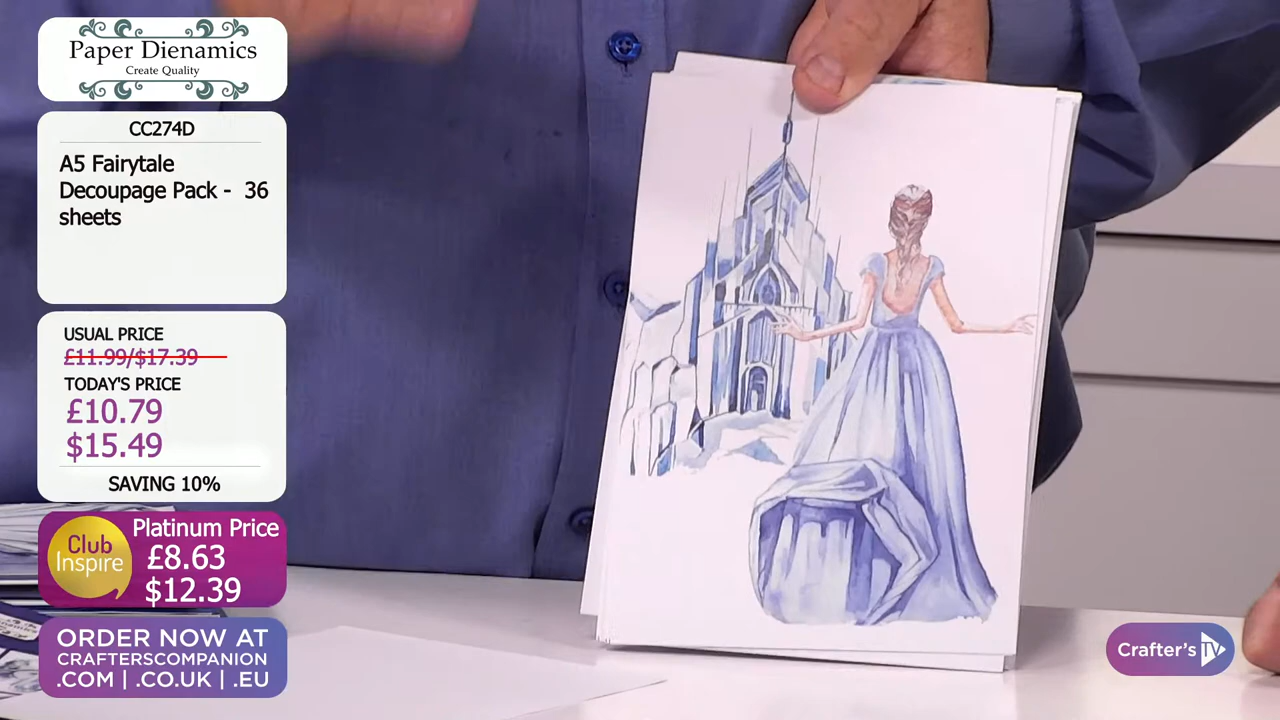 Paper Dienamics
Create Quality
CC274D
A5 Fairytale
Decoupage Pack - 36
sheets
USUAL PRICE
£11.99/$17.39
TODAY'S PRICE
£10.79
$15.49
SAVING 10%
Club
Inspire
Platinum Price
£8.63
$12.39
ORDER NOW AT
CRAFTERSCOMPANION
.COM | .CO.UK | .EU
Crafter's TV